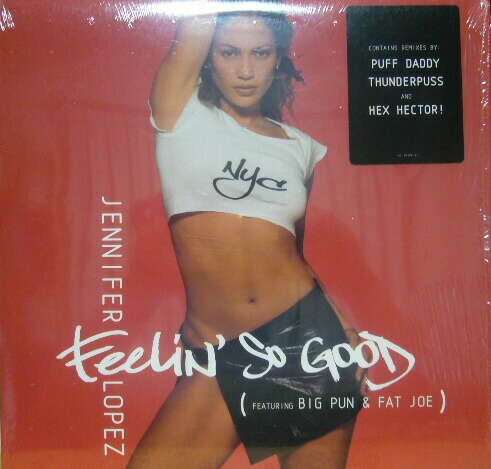 CONTAINS REMIXES BY:
PUFF DADDY
THUNDERPUSS
AND
HEX HECTOR!
NYC
JENNIFER LOPEZ
Feelin' So GOOD
( FEATURING BIG PUN & FAT JOE )